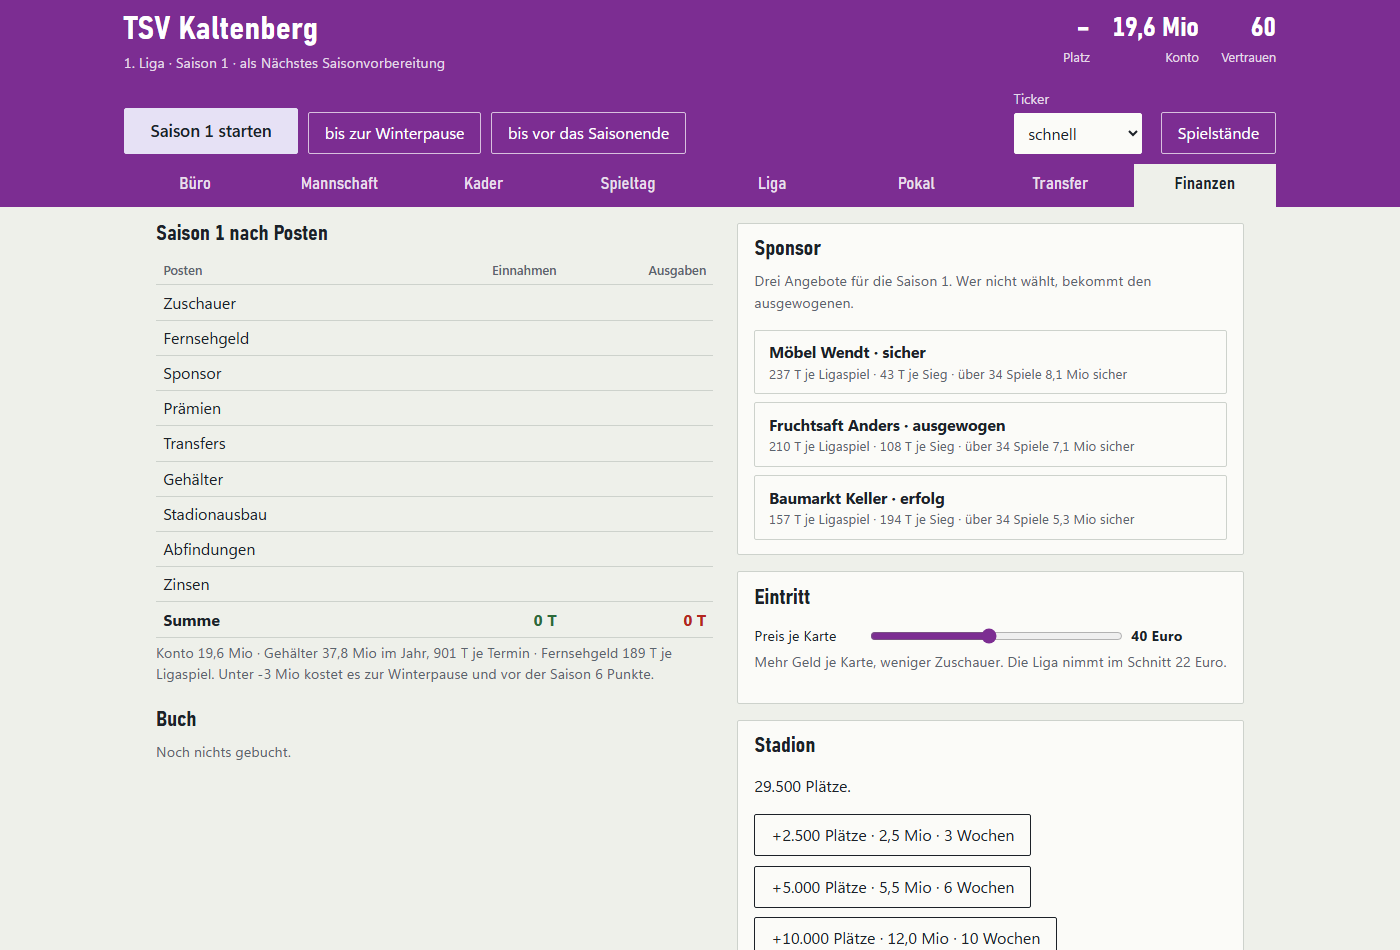 TSV Kaltenberg
1. Liga · Saison 1 · als Nächstes Saisonvorbereitung
–
Platz
19,6 Mio
Konto
60
Vertrauen
Saison 1 starten
bis zur Winterpause
bis vor das Saisonende
Ticker
schnell
Spielstände
Büro
Mannschaft
Kader
Spieltag
Liga
Pokal
Transfer
Finanzen
Saison 1 nach Posten
Posten Einnahmen Ausgaben
Zuschauer
Fernsehgeld
Sponsor
Prämien
Transfers
Gehälter
Stadionausbau
Abfindungen
Zinsen
Summe 0 T 0 T
Konto 19,6 Mio · Gehälter 37,8 Mio im Jahr, 901 T je Termin · Fernsehgeld 189 T je
Ligaspiel. Unter -3 Mio kostet es zur Winterpause und vor der Saison 6 Punkte.
Buch
Noch nichts gebucht.
Sponsor
Drei Angebote für die Saison 1. Wer nicht wählt, bekommt den
ausgewogenen.
Möbel Wendt · sicher
237 T je Ligaspiel · 43 T je Sieg · über 34 Spiele 8,1 Mio sicher
Fruchtsaft Anders · ausgewogen
210 T je Ligaspiel · 108 T je Sieg · über 34 Spiele 7,1 Mio sicher
Baumarkt Keller · erfolg
157 T je Ligaspiel · 194 T je Sieg · über 34 Spiele 5,3 Mio sicher
Eintritt
Preis je Karte 40 Euro
Mehr Geld je Karte, weniger Zuschauer. Die Liga nimmt im Schnitt 22 Euro.
Stadion
29.500 Plätze.
+2.500 Plätze · 2,5 Mio · 3 Wochen
+5.000 Plätze · 5,5 Mio · 6 Wochen
+10.000 Plätze · 12,0 Mio · 10 Wochen